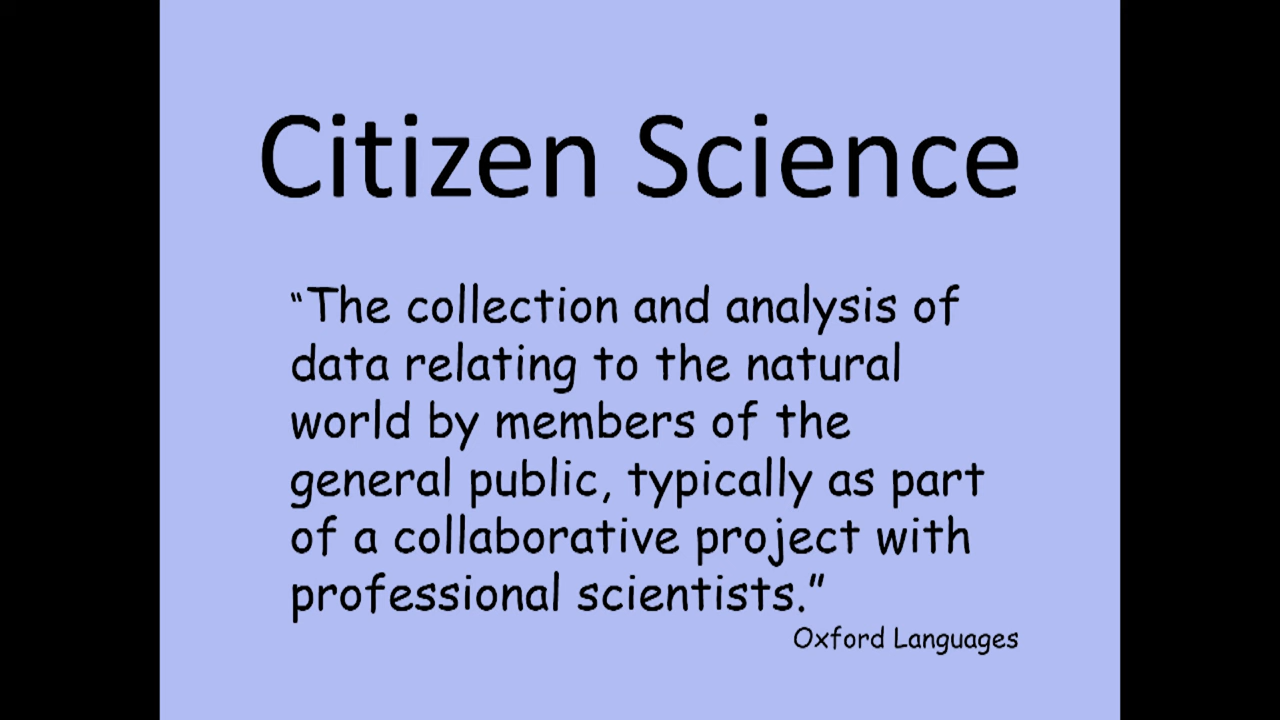 Citizen Science
“The collection and analysis of
data relating to the natural
world by members of the
general public, typically as part
of a collaborative project with
professional scientists.”
Oxford Languages